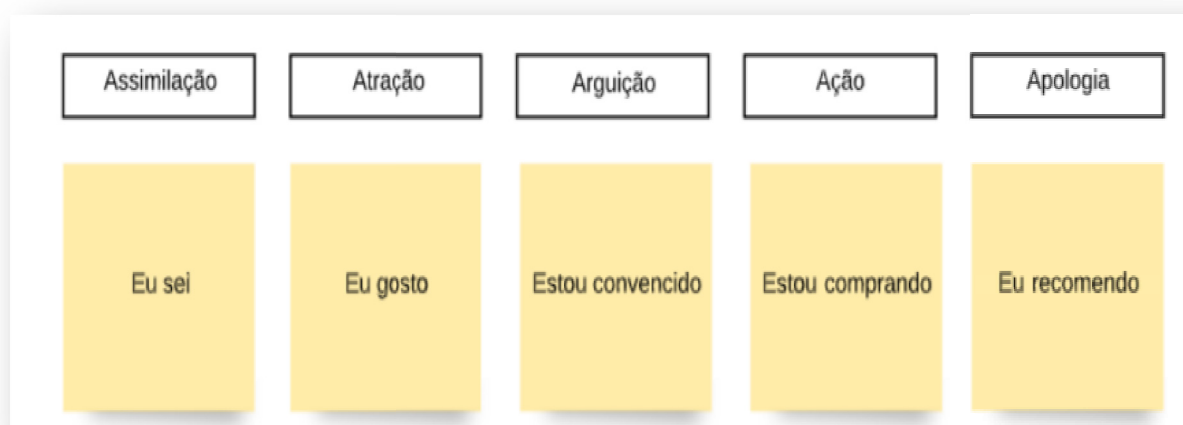 Assimilação
Atração
Arguição
Ação
Apologia
Eu sei
Eu gosto
Estou convencido
Estou comprando
Eu recomendo